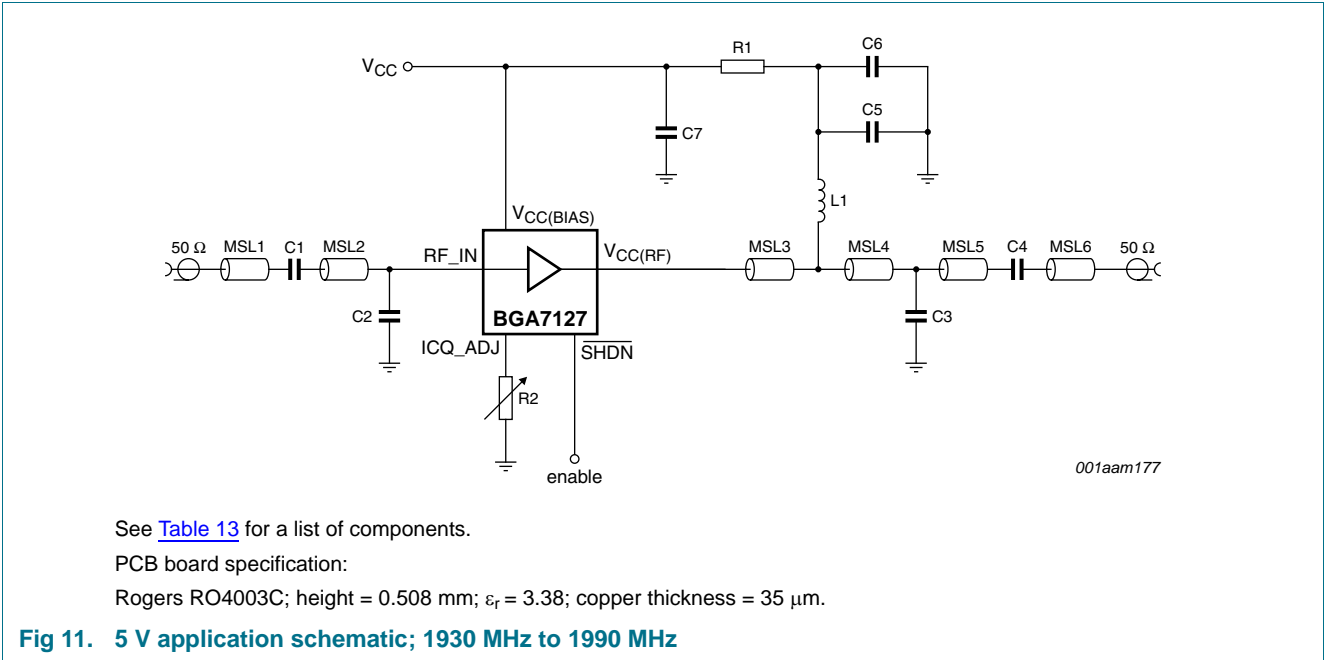 R1
C6
V_CC
C5
C7
L1
V_CC(BIAS)
50 Ω MSL1 C1 MSL2 RF_IN V_CC(RF) MSL3 MSL4 MSL5 C4 MSL6 50 Ω
C2 BGA7127 C3
ICQ_ADJ SHDN
R2
enable
001aam177
See Table 13 for a list of components.
PCB board specification:
Rogers RO4003C; height = 0.508 mm; εr = 3.38; copper thickness = 35 μm.
Fig 11. 5 V application schematic; 1930 MHz to 1990 MHz